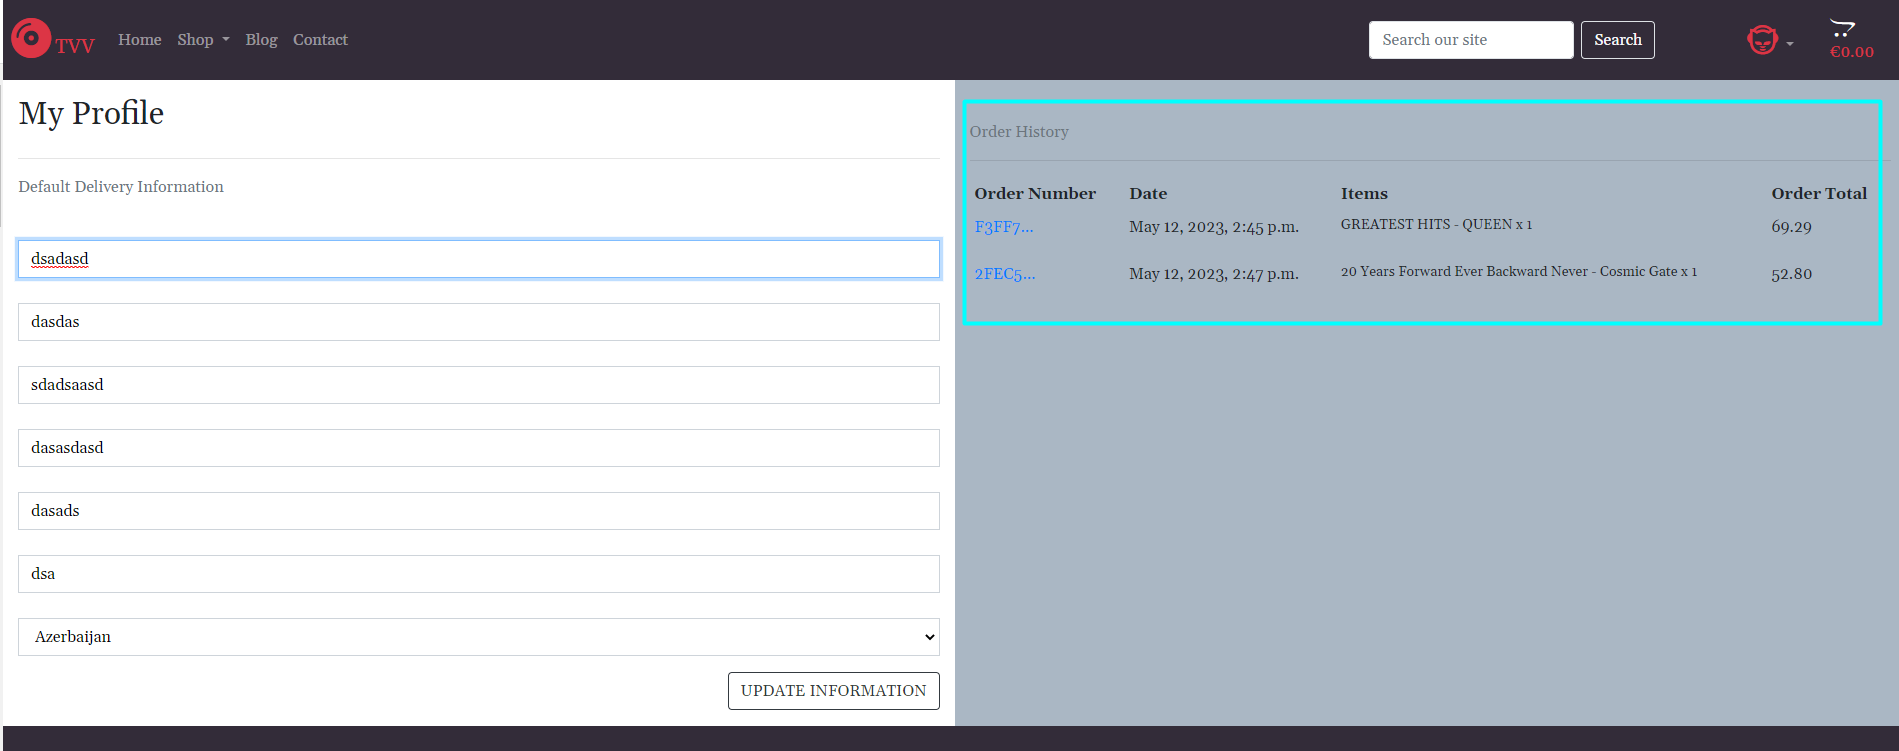 TVV Home Shop Blog Contact Search our site Search €0.00
My Profile
Default Delivery Information
dsadasd
dasdas
sdadsaasd
dasasdasd
dasads
dsa
Azerbaijan
UPDATE INFORMATION
Order History
Order Number Date Items Order Total
F3FF7... May 12, 2023, 2:45 p.m. GREATEST HITS - QUEEN x 1 69.29
2FEC5... May 12, 2023, 2:47 p.m. 20 Years Forward Ever Backward Never - Cosmic Gate x 1 52.80